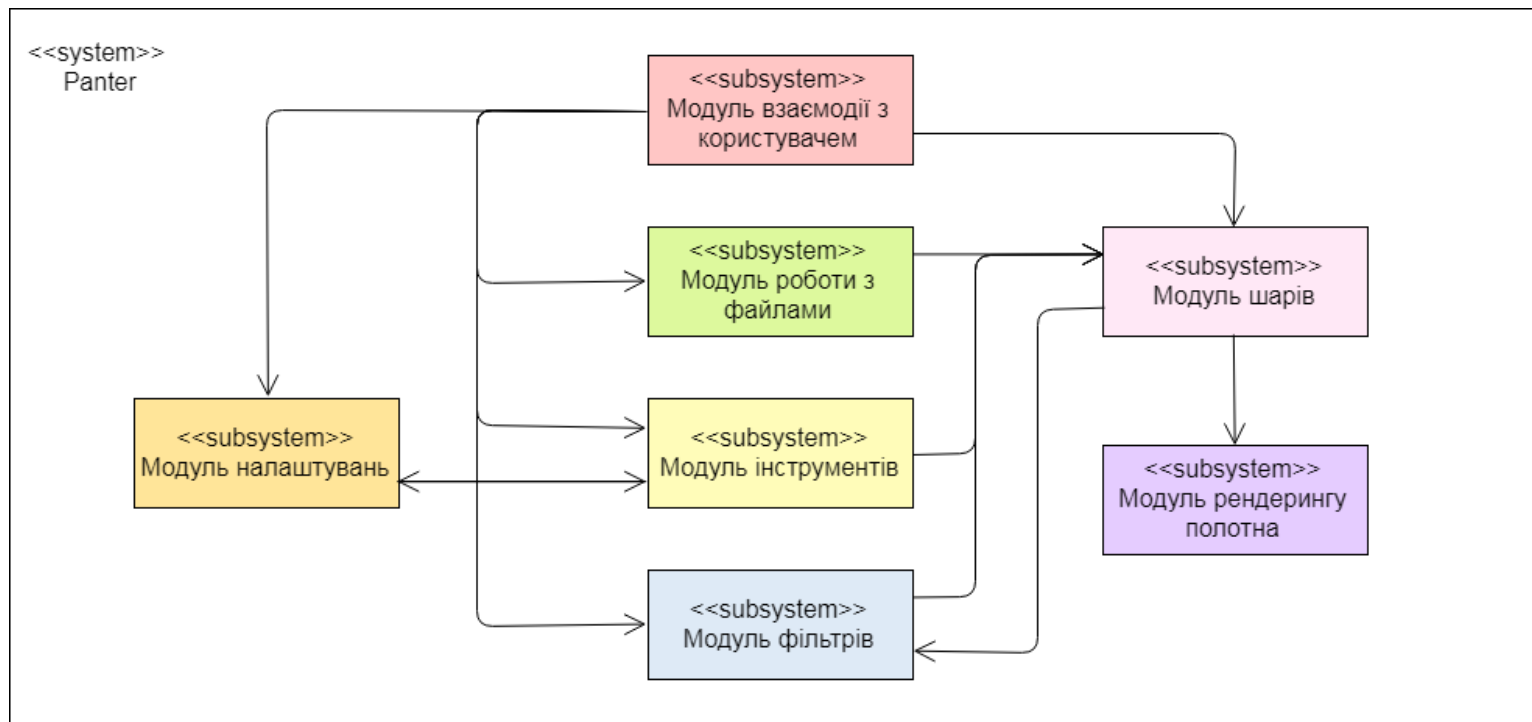 <<system>>
Panter
<<subsystem>>
Модуль взаємодії з
користувачем
<<subsystem>>
Модуль роботи з
файлами
<<subsystem>>
Модуль шарів
<<subsystem>>
Модуль налаштувань
<<subsystem>>
Модуль інструментів
<<subsystem>>
Модуль рендерингу
полотна
<<subsystem>>
Модуль фільтрів